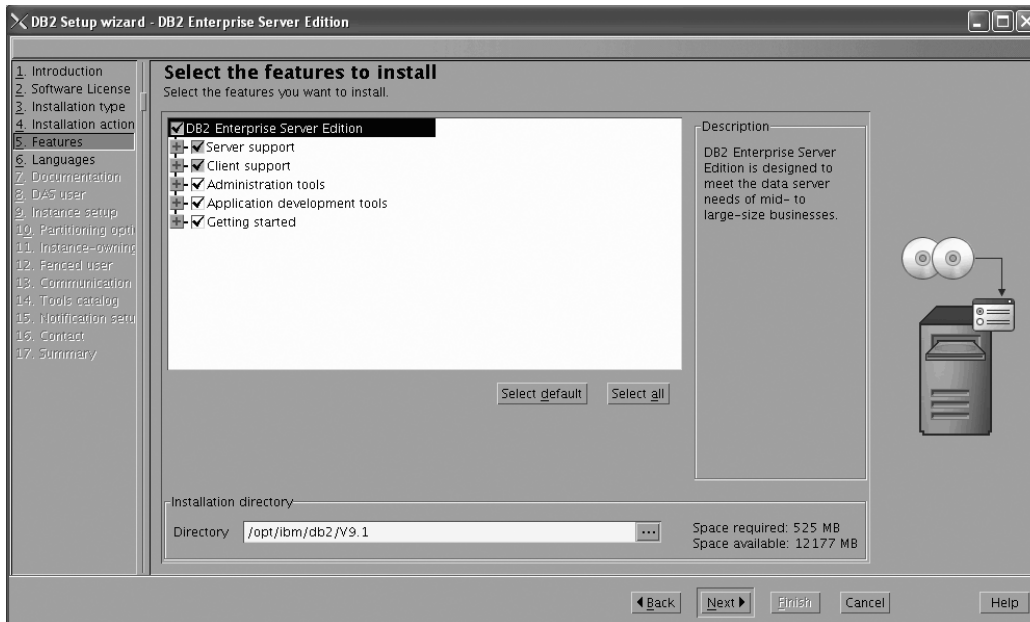 DB2 Setup wizard - DB2 Enterprise Server Edition
1. Introduction
2. Software License
3. Installation type
4. Installation action
5. Features
6. Languages
7. Documentation
8. DAS user
9. Instance setup
10. Partitioning opti
11. Instance-owning
12. Fenced user
13. Communication
14. Tools catalog
15. Notification setu
16. Contact
17. Summary
Select the features to install
Select the features you want to install.
DB2 Enterprise Server Edition
Server support
Client support
Administration tools
Application development tools
Getting started
Select default
Select all
Description
DB2 Enterprise Server
Edition is designed to
meet the data server
needs of mid- to
large-size businesses.
Installation directory
Directory /opt/ibm/db2/V9.1 ...
Space required: 525 MB
Space available: 12177 MB
Back Next Finish Cancel Help